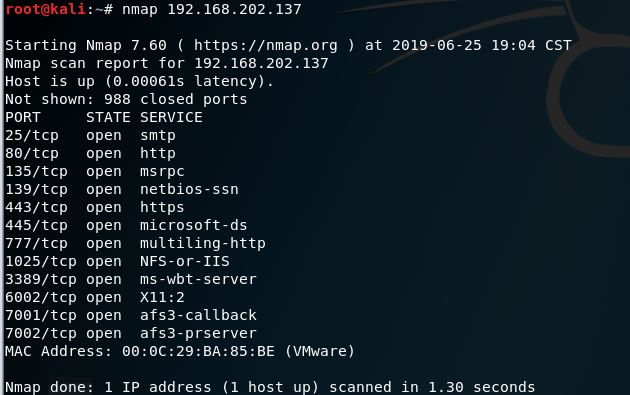 root@kali:~# nmap 192.168.202.137

Starting Nmap 7.60 ( https://nmap.org ) at 2019-06-25 19:04 CST
Nmap scan report for 192.168.202.137
Host is up (0.00061s latency).
Not shown: 988 closed ports
PORT     STATE SERVICE
25/tcp   open  smtp
80/tcp   open  http
135/tcp  open  msrpc
139/tcp  open  netbios-ssn
443/tcp  open  https
445/tcp  open  microsoft-ds
777/tcp  open  multiling-http
1025/tcp open  NFS-or-IIS
3389/tcp open  ms-wbt-server
6002/tcp open  X11:2
7001/tcp open  afs3-callback
7002/tcp open  afs3-prserver
MAC Address: 00:0C:29:BA:85:BE (VMware)

Nmap done: 1 IP address (1 host up) scanned in 1.30 seconds